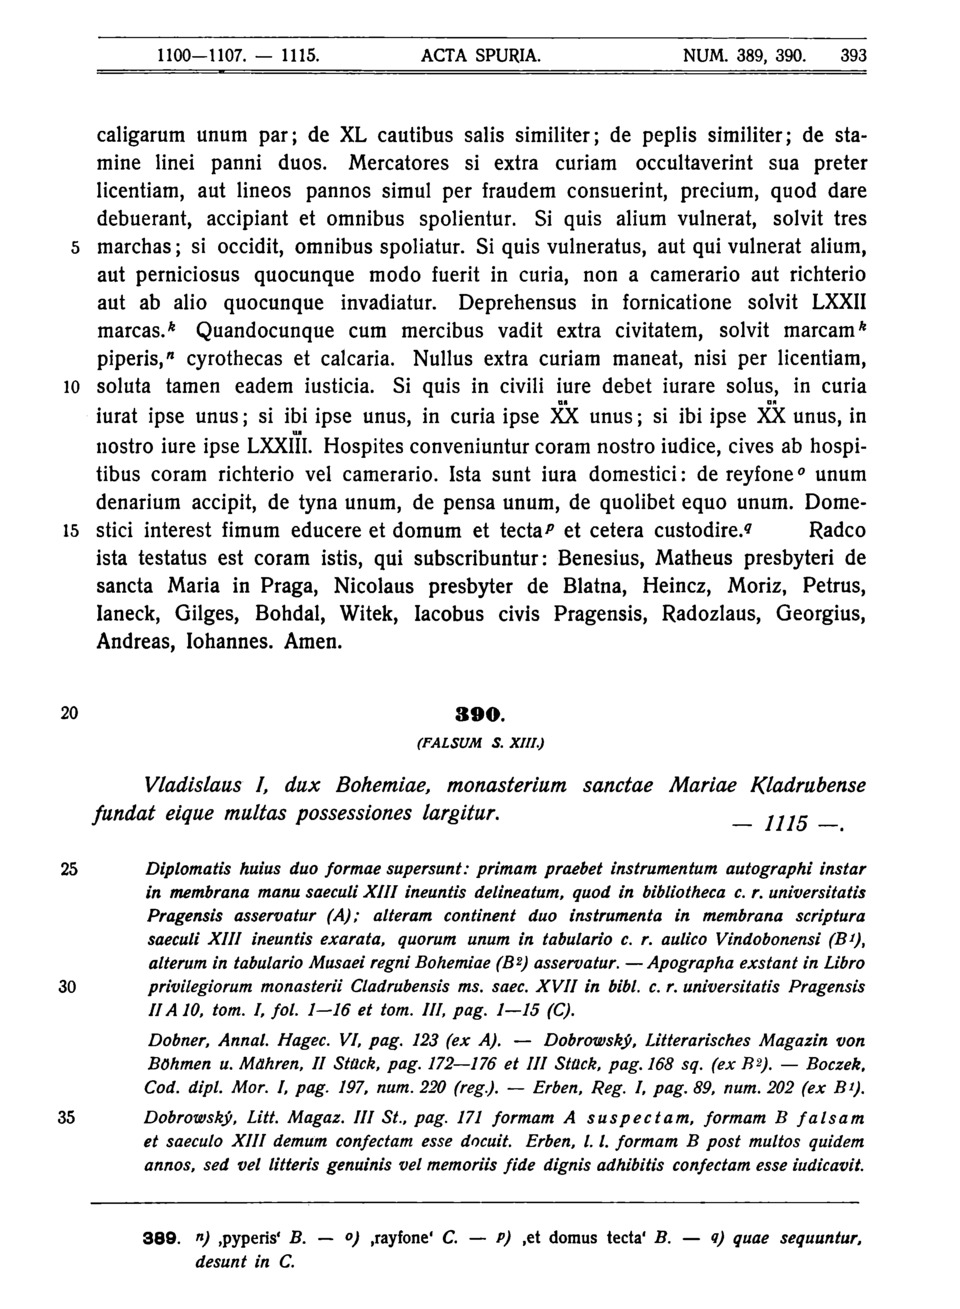 1100—1107. — 1115. ACTA SPURIA. NUM. 389, 390. 393
caligarum unum par; de XL cautibus salis similiter; de peplis similiter; de sta-
mine linei panni duos. Mercatores si extra curiam occultaverint sua preter
licentiam, aut lineos pannos simul per fraudem consuerint, precium, quod dare
debuerant, accipiant et omnibus spolientur. Si quis alium vulnerat, solvit tres
5 marchas; si occidit, omnibus spoliatur. Si quis vulneratus, aut qui vulnerat alium,
aut perniciosus quocunque modo fuerit in curia, non a camerario aut richterio
aut ab alio quocunque invadiatur. Deprehensus in fornicatione solvit LXXII
marcas.ᵏ Quandocunque cum mercibus vadit extra civitatem, solvit marcamᵏ
piperis,ⁿ cyrothecas et calcaria. Nullus extra curiam maneat, nisi per licentiam,
10 soluta tamen eadem iusticia. Si quis in civili iure debet iurare solus, in curia
iurat ipse unus; si ibi ipse unus, in curia ipse XX unus; si ibi ipse XX unus, in
nostro iure ipse LXXIII. Hospites conveniuntur coram nostro iudice, cives ab hospi-
tibus coram richterio vel camerario. Ista sunt iura domestici: de reyfoneᵒ unum
denarium accipit, de tyna unum, de pensa unum, de quolibet equo unum. Dome-
15 stici interest fimum educere et domum et tectaᵖ et cetera custodire.q Radco
ista testatus est coram istis, qui subscribuntur: Benesius, Matheus presbyteri de
sancta Maria in Praga, Nicolaus presbyter de Blatna, Heincz, Moriz, Petrus,
Ianeck, Gilges, Bohdal, Witek, Iacobus civis Pragensis, Radozlaus, Georgius,
Andreas, Iohannes. Amen.
20 390.
(FALSUM S. XIII.)
Vladislaus I, dux Bohemiae, monasterium sanctae Mariae Kladrubense
fundat eique multas possessiones largitur. — 1115 —.
25 Diplomatis huius duo formae supersunt: primam praebet instrumentum autographi instar
in membrana manu saeculi XIII ineuntis delineatum, quod in bibliotheca c. r. universitatis
Pragensis asservatur (A); alteram continent duo instrumenta in membrana scriptura
saeculi XIII ineuntis exarata, quorum unum in tabulario c. r. aulico Vindobonensi (B¹),
alterum in tabulario Musaei regni Bohemiae (B²) asservatur. — Apographa exstant in Libro
30 privilegiorum monasterii Cladrubensis ms. saec. XVII in bibl. c. r. universitatis Pragensis
II A 10, tom. I, fol. 1—16 et tom. III, pag. 1—15 (C).
Dobner, Annal. Hagec. VI, pag. 123 (ex A). — Dobrowský, Litterarisches Magazin von
Böhmen u. Mähren, II Stück, pag. 172—176 et III Stück, pag. 168 sq. (ex B²). — Boczek,
Cod. dipl. Mor. I, pag. 197, num. 220 (reg.). — Erben, Reg. I, pag. 89, num. 202 (ex B¹).
35 Dobrowský, Litt. Magaz. III St., pag. 171 formam A suspectam, formam B falsam
et saeculo XIII demum confectam esse docuit. Erben, l. l. formam B post multos quidem
annos, sed vel litteris genuinis vel memoriis fide dignis adhibitis confectam esse iudicavit.
389. n) ‚pyperis‘ B. — o) ‚rayfone‘ C. — p) ‚et domus tecta‘ B. — q) quae sequuntur,
desunt in C.